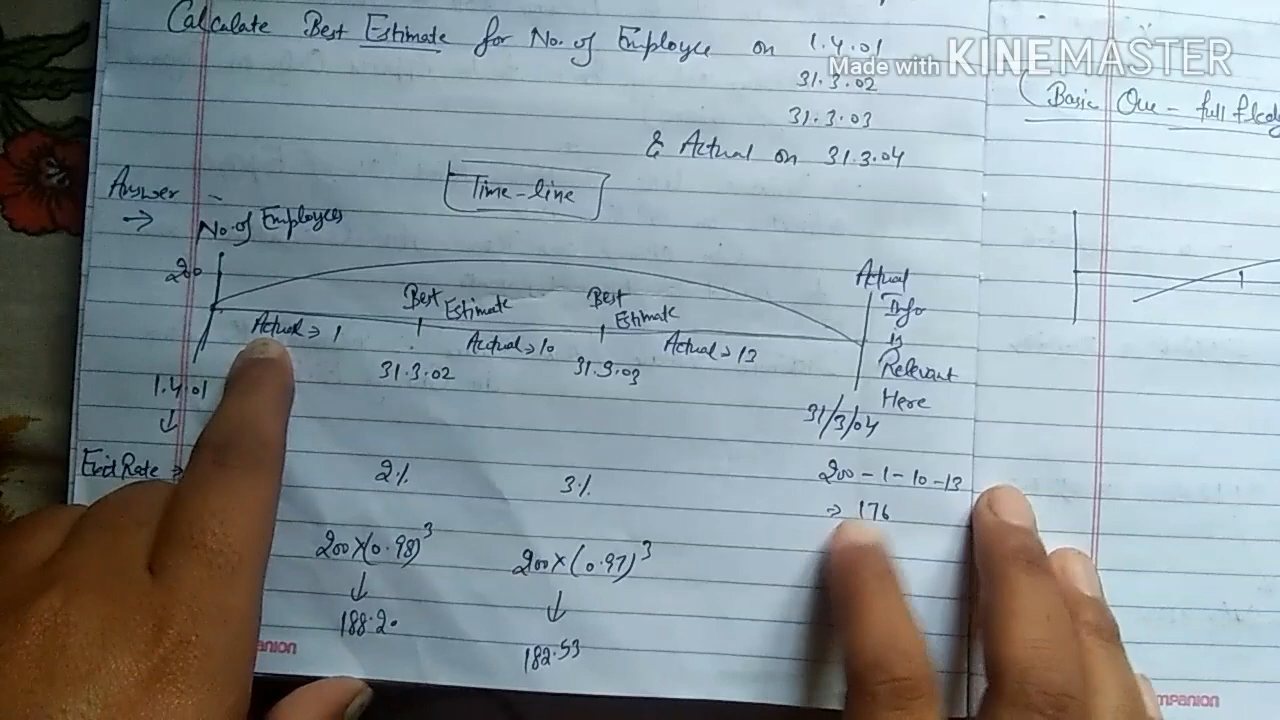 Calculate Best Estimate for No. of Employee on 1.4.01
31.3.02
31.3.03
& Actual on 31.3.04
Made with KINEMASTER
(Basic One - full
Answer -
Time-line
→ No. of Employees
200
Actual ⇒ 1
Best Estimate
Actual ⇒ 10
Best Estimate
Actual ⇒ 13
Actual
Info
is
Relevant
Here
1.4.01
31.3.02
31.3.03
31/3/04
↓
Exit Rate ⇒
2%
3%
200 - 1 - 10 - 13
⇒ 176
200×(0.98)³
200×(0.97)³
↓
↓
188.20
182.53
anion
mpanion